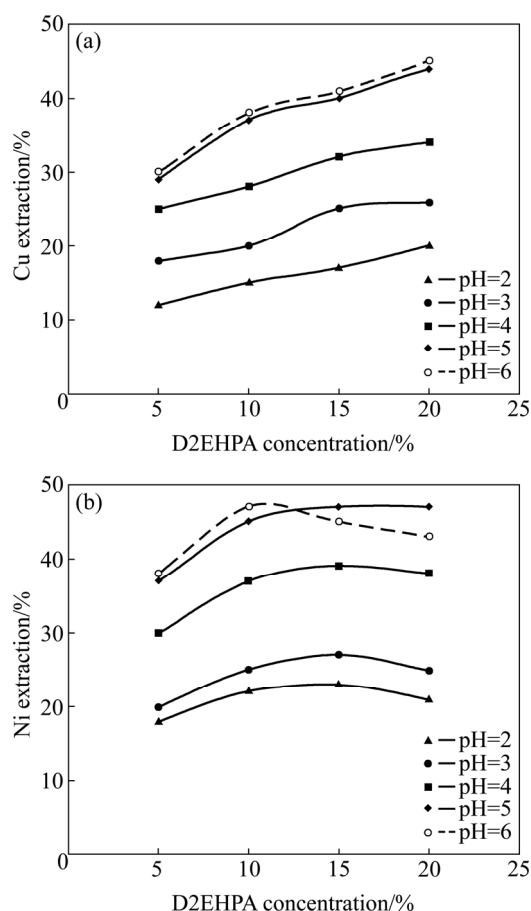 50
(a)
40
30
20
10
0
Cu extraction/%
pH=2
pH=3
pH=4
pH=5
pH=6
5 10 15 20 25
D2EHPA concentration/%
50
(b)
40
30
20
10
0
Ni extraction/%
pH=2
pH=3
pH=4
pH=5
pH=6
5 10 15 20 25
D2EHPA concentration/%